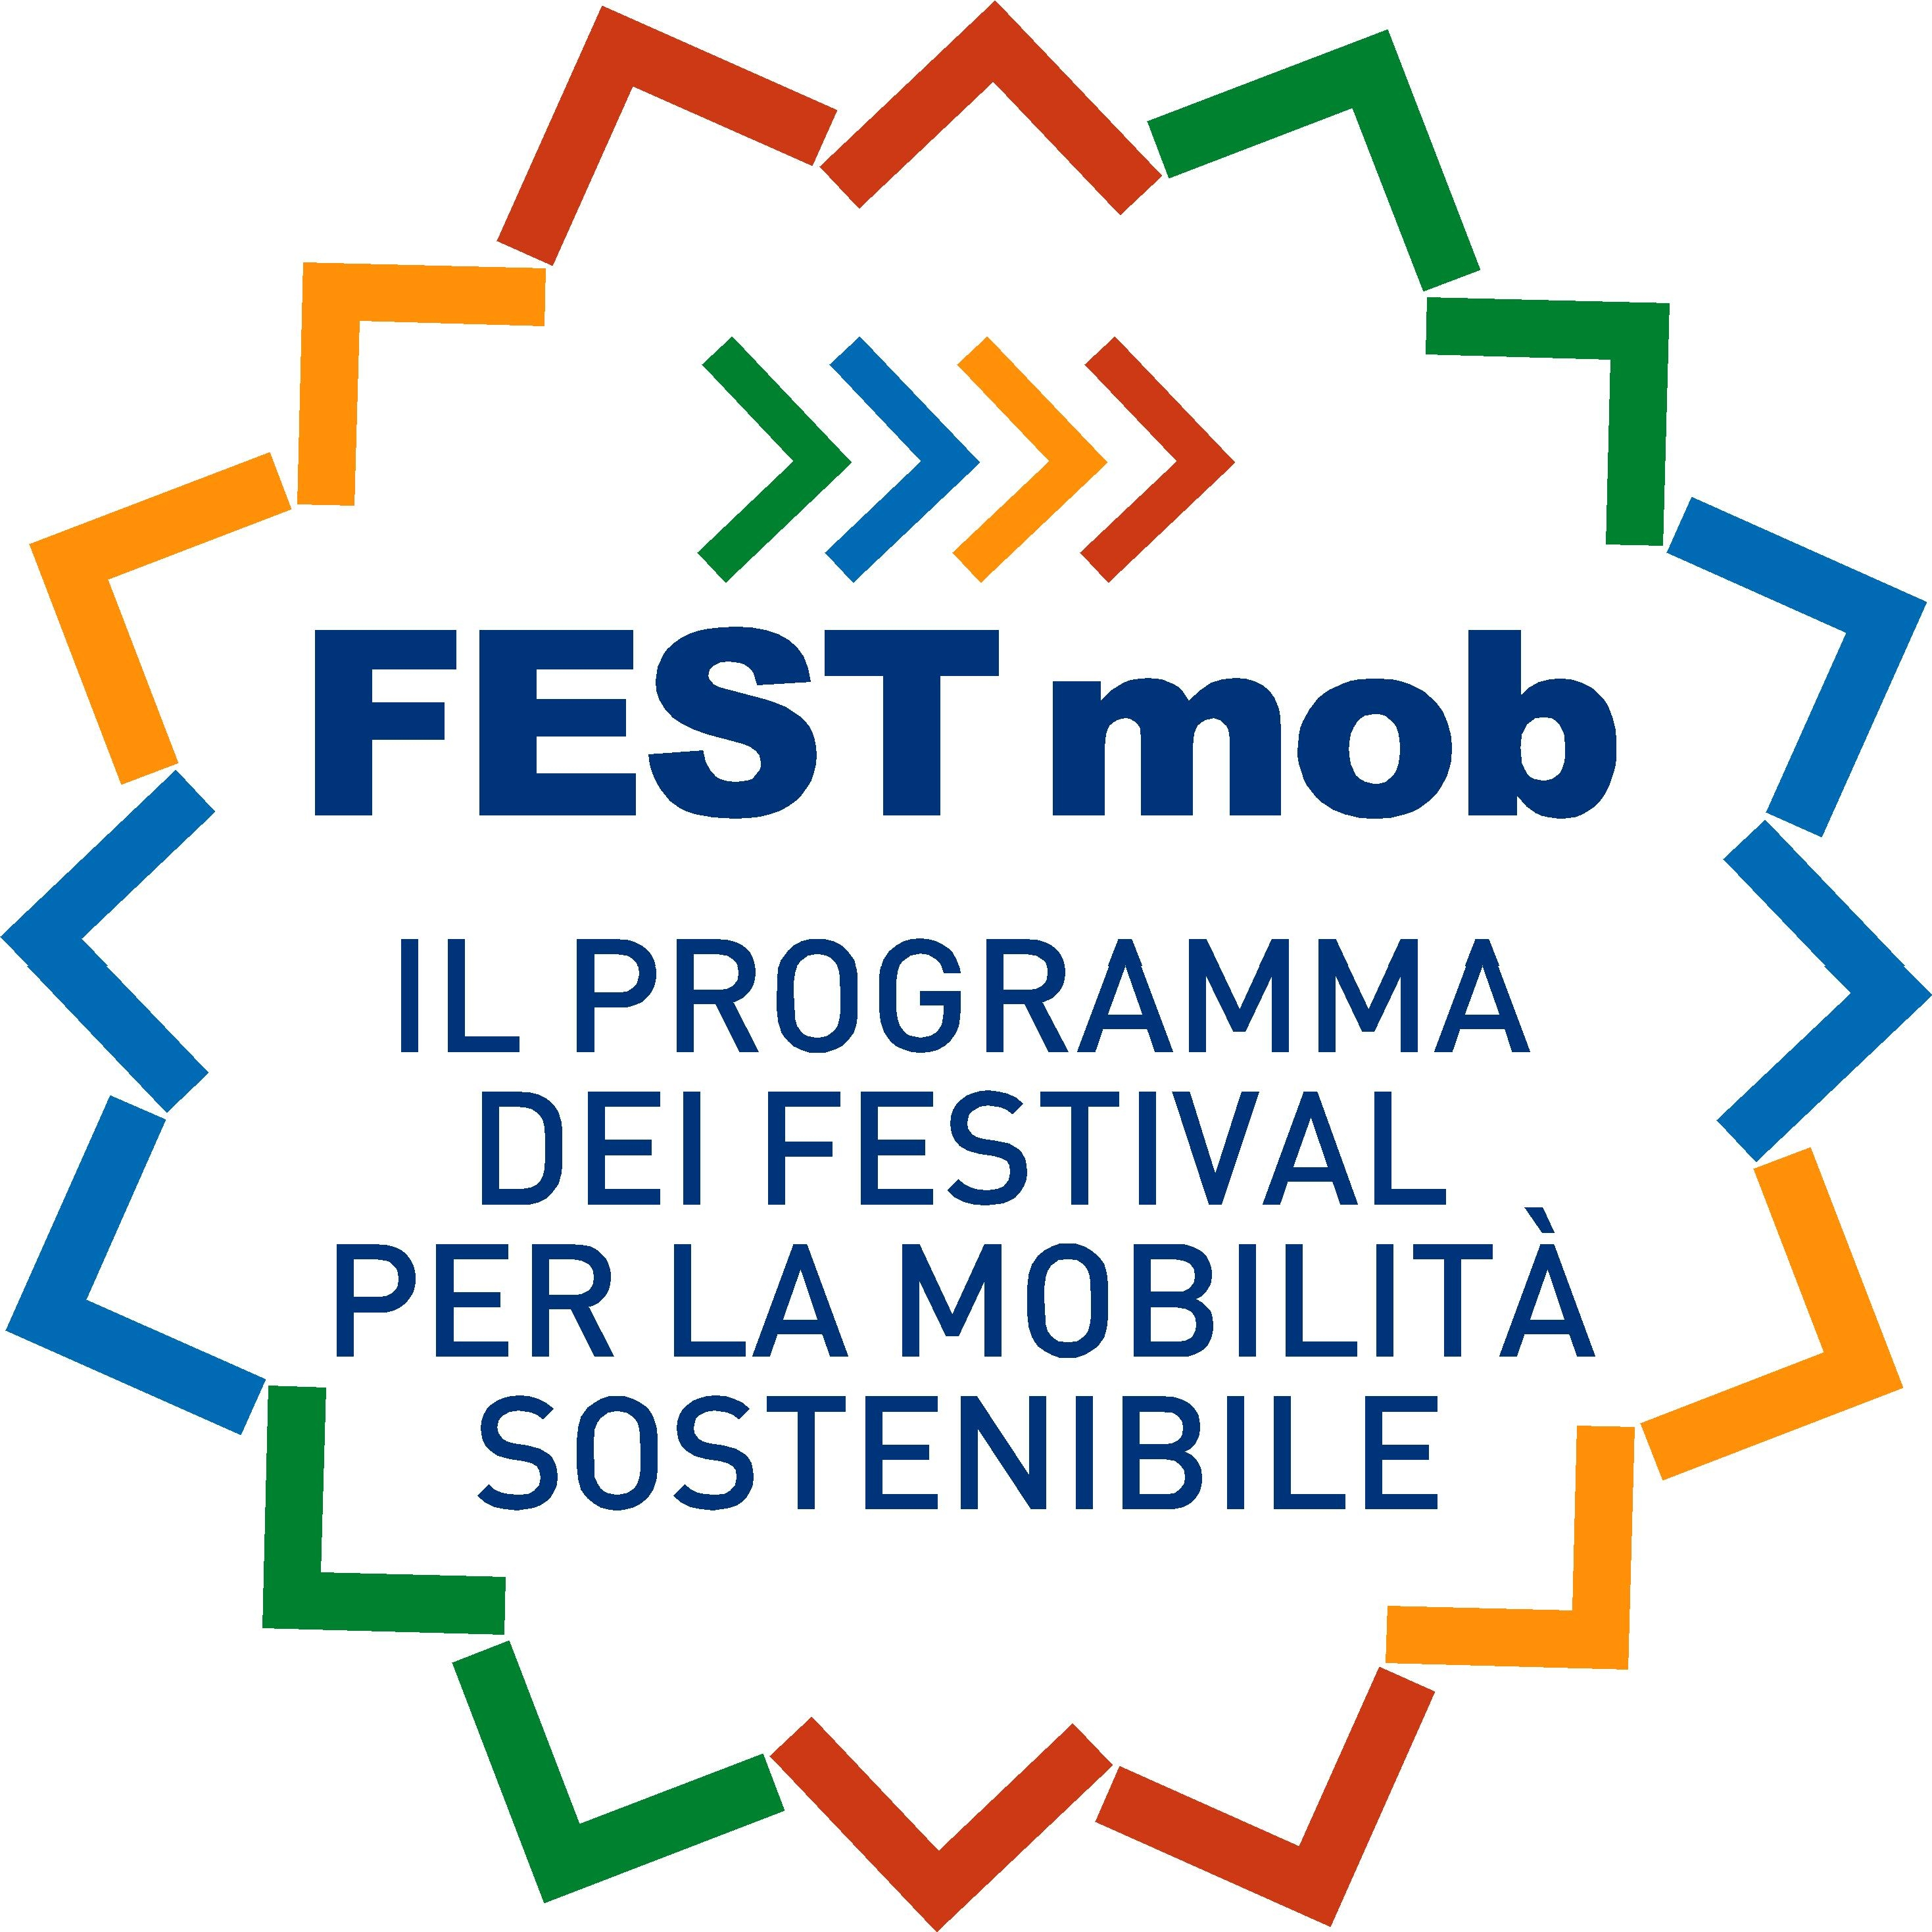 FEST mob
IL PROGRAMMA
DEI FESTIVAL
PER LA MOBILITÀ
SOSTENIBILE